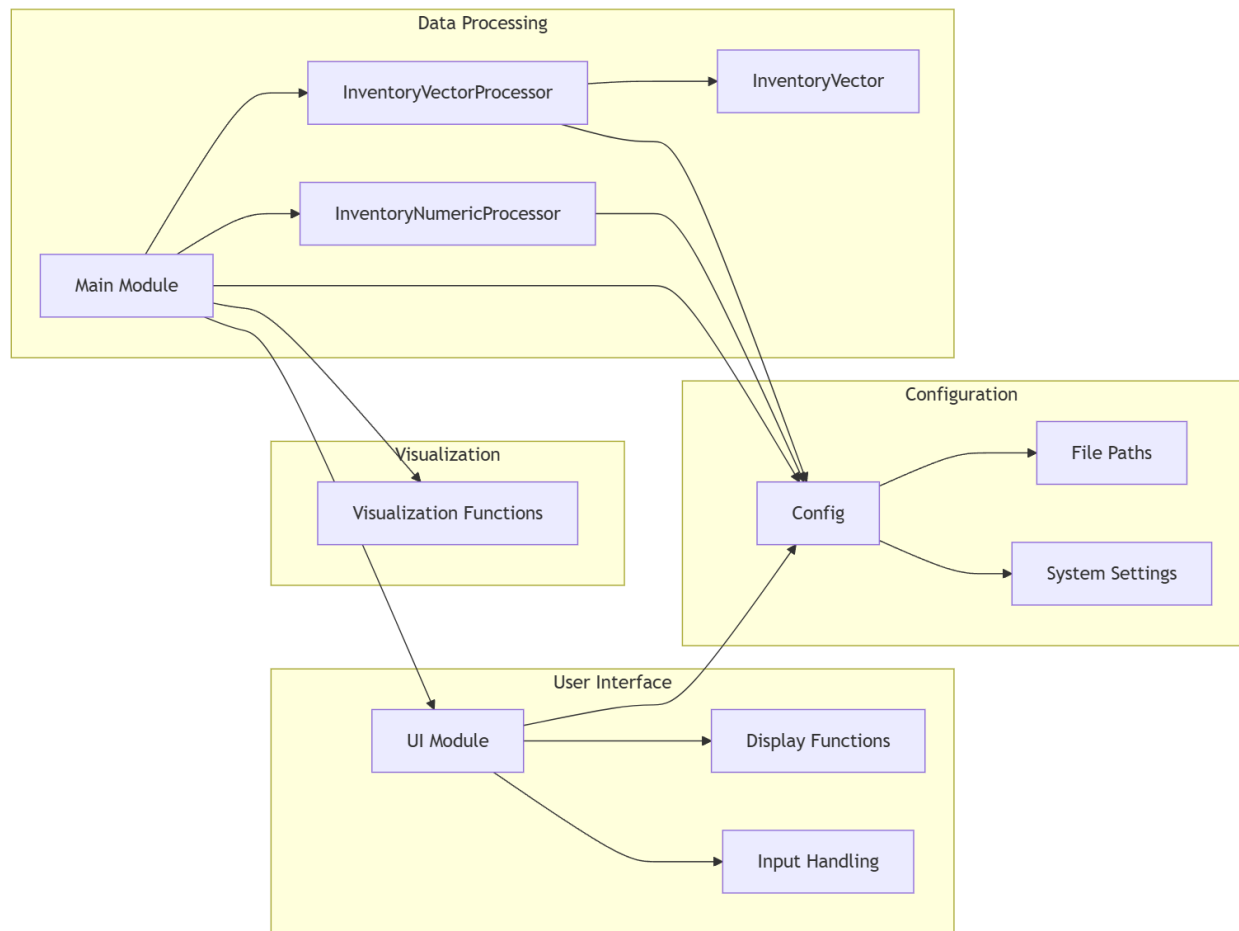 Data Processing
InventoryVector
InventoryVectorProcessor
InventoryNumericProcessor
Main Module
Configuration
File Paths
Visualization
Visualization Functions
Config
System Settings
User Interface
UI Module
Display Functions
Input Handling